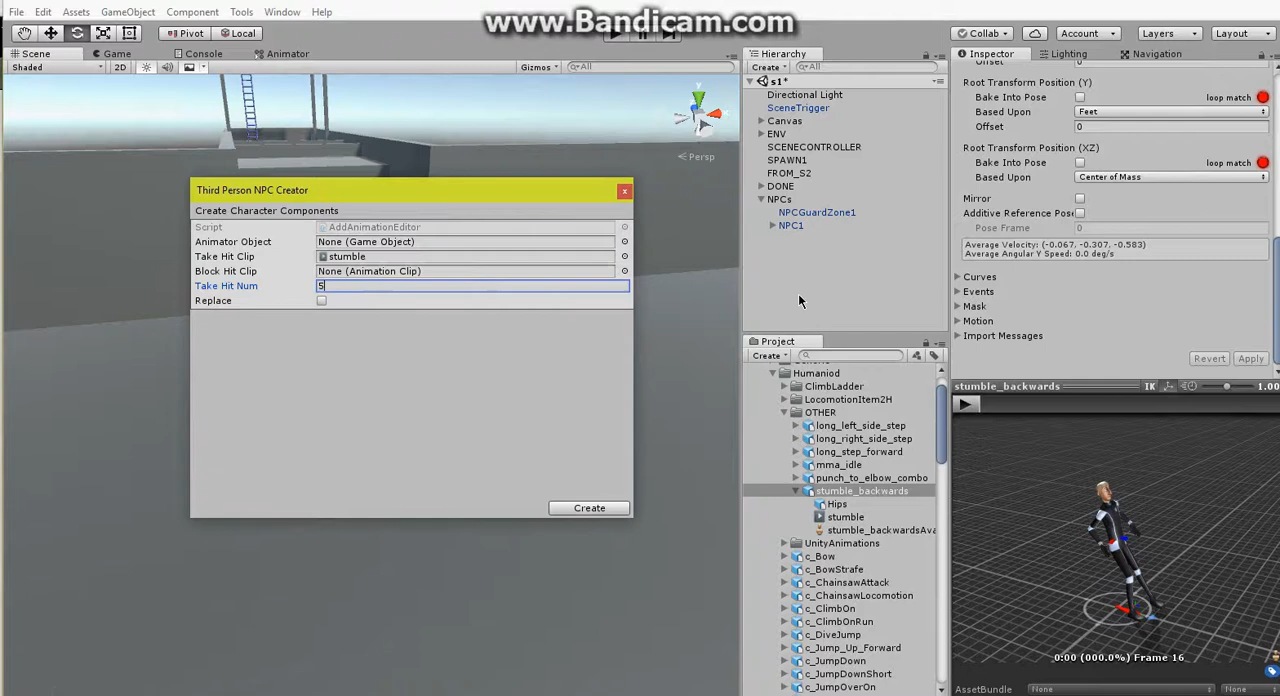 File Edit Assets GameObject Component Tools Window Help
www.Bandicam.com
Pivot Local
Collab Account Layers Layout
Scene Game Console Animator
Shaded 2D Gizmos All
y
x
Persp
Third Person NPC Creator x
Create Character Components
Script AddAnimationEditor
Animator Object None (Game Object)
Take Hit Clip stumble
Block Hit Clip None (Animation Clip)
Take Hit Num 5
Replace
Create
Hierarchy
Create All
s1*
Directional Light
SceneTrigger
Canvas
ENV
SCENECONTROLLER
SPAWN1
FROM_S2
DONE
NPCs
NPCGuardZone1
NPC1
Project
Create
Humaniod
ClimbLadder
LocomotionItem2H
OTHER
long_left_side_step
long_right_side_step
long_step_forward
mma_idle
punch_to_elbow_combo
stumble_backwards
Hips
stumble
stumble_backwardsAva
UnityAnimations
c_Bow
c_BowStrafe
c_ChainsawAttack
c_ChainsawLocomotion
c_ClimbOn
c_ClimbOnRun
c_DiveJump
c_Jump_Up_Forward
c_JumpDown
c_JumpDownShort
c_JumpOverOn
Inspector Lighting Navigation
Offset 0
Root Transform Position (Y)
Bake Into Pose loop match
Based Upon Feet
Offset 0
Root Transform Position (XZ)
Bake Into Pose loop match
Based Upon Center of Mass
Mirror
Additive Reference Pose
Pose Frame 0
Average Velocity: (-0.067, -0.307, -0.583)
Average Angular Y Speed: 0.0 deg/s
Curves
Events
Mask
Motion
Import Messages
Revert Apply
stumble_backwards IK 1.00
0:00 (000.0%) Frame 16
AssetBundle None None